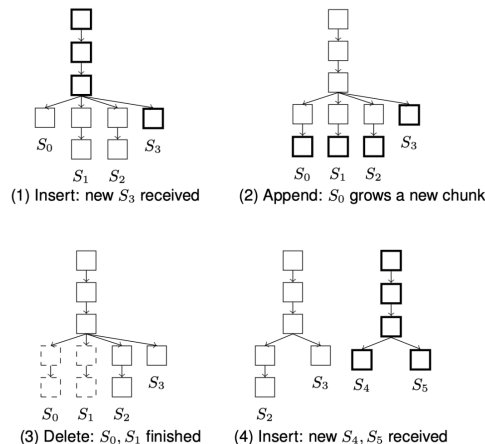 S₀ S₁ S₂ S₃
(1) Insert: new S₃ received
S₀ S₁ S₂ S₃
(2) Append: S₀ grows a new chunk
S₀ S₁ S₂ S₃
(3) Delete: S₀, S₁ finished
S₂ S₃ S₄ S₅
(4) Insert: new S₄, S₅ received